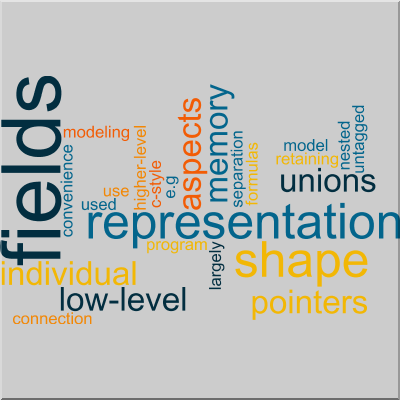 fields
modeling
convenience
used
use
higher-level
c-style
e.g
aspects
memory
separation
formulas
model
retaining
nested
untagged
unions
representation
program
largely
shape
individual
low-level
pointers
connection